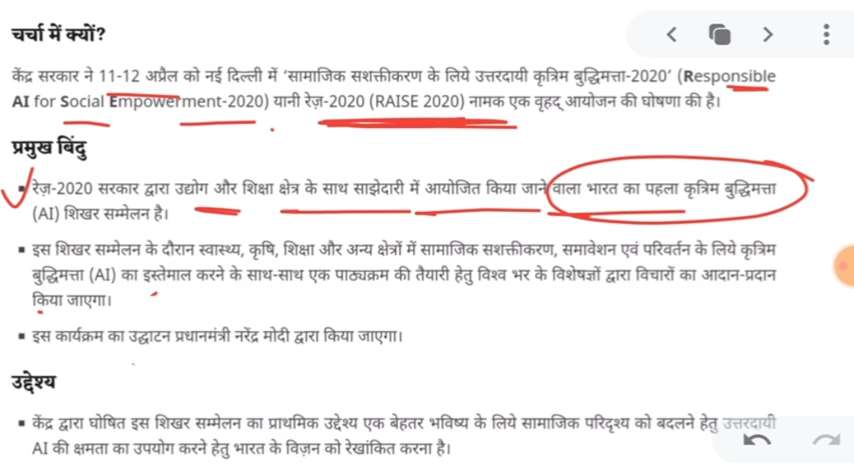 चर्चा में क्यों?
केंद्र सरकार ने 11-12 अप्रैल को नई दिल्ली में 'सामाजिक सशक्तीकरण के लिये उत्तरदायी कृत्रिम बुद्धिमत्ता-2020' (Responsible
AI for Social Empowerment-2020) यानी रेज़-2020 (RAISE 2020) नामक एक वृहद् आयोजन की घोषणा की है।
प्रमुख बिंदु
▪ रेज़-2020 सरकार द्वारा उद्योग और शिक्षा क्षेत्र के साथ साझेदारी में आयोजित किया जाने वाला भारत का पहला कृत्रिम बुद्धिमत्ता
(AI) शिखर सम्मेलन है।
▪ इस शिखर सम्मेलन के दौरान स्वास्थ्य, कृषि, शिक्षा और अन्य क्षेत्रों में सामाजिक सशक्तीकरण, समावेशन एवं परिवर्तन के लिये कृत्रिम
बुद्धिमत्ता (AI) का इस्तेमाल करने के साथ-साथ एक पाठ्यक्रम की तैयारी हेतु विश्व भर के विशेषज्ञों द्वारा विचारों का आदान-प्रदान
किया जाएगा।
▪ इस कार्यक्रम का उद्घाटन प्रधानमंत्री नरेंद्र मोदी द्वारा किया जाएगा।
उद्देश्य
▪ केंद्र द्वारा घोषित इस शिखर सम्मेलन का प्राथमिक उद्देश्य एक बेहतर भविष्य के लिये सामाजिक परिदृश्य को बदलने हेतु उत्तरदायी
AI की क्षमता का उपयोग करने हेतु भारत के विज़न को रेखांकित करना है।